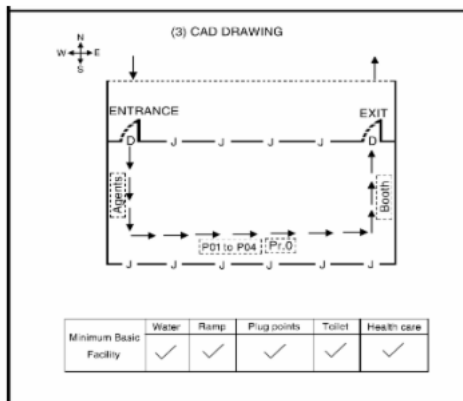 (3) CAD DRAWING
N
W E
S
ENTRANCE EXIT
D J J J J D
Agents
Booth
P01 to P04 Pr.0
J J J J J J
Minimum Basic Facility Water Ramp Plug points Toilet Health care
✓ ✓ ✓ ✓ ✓